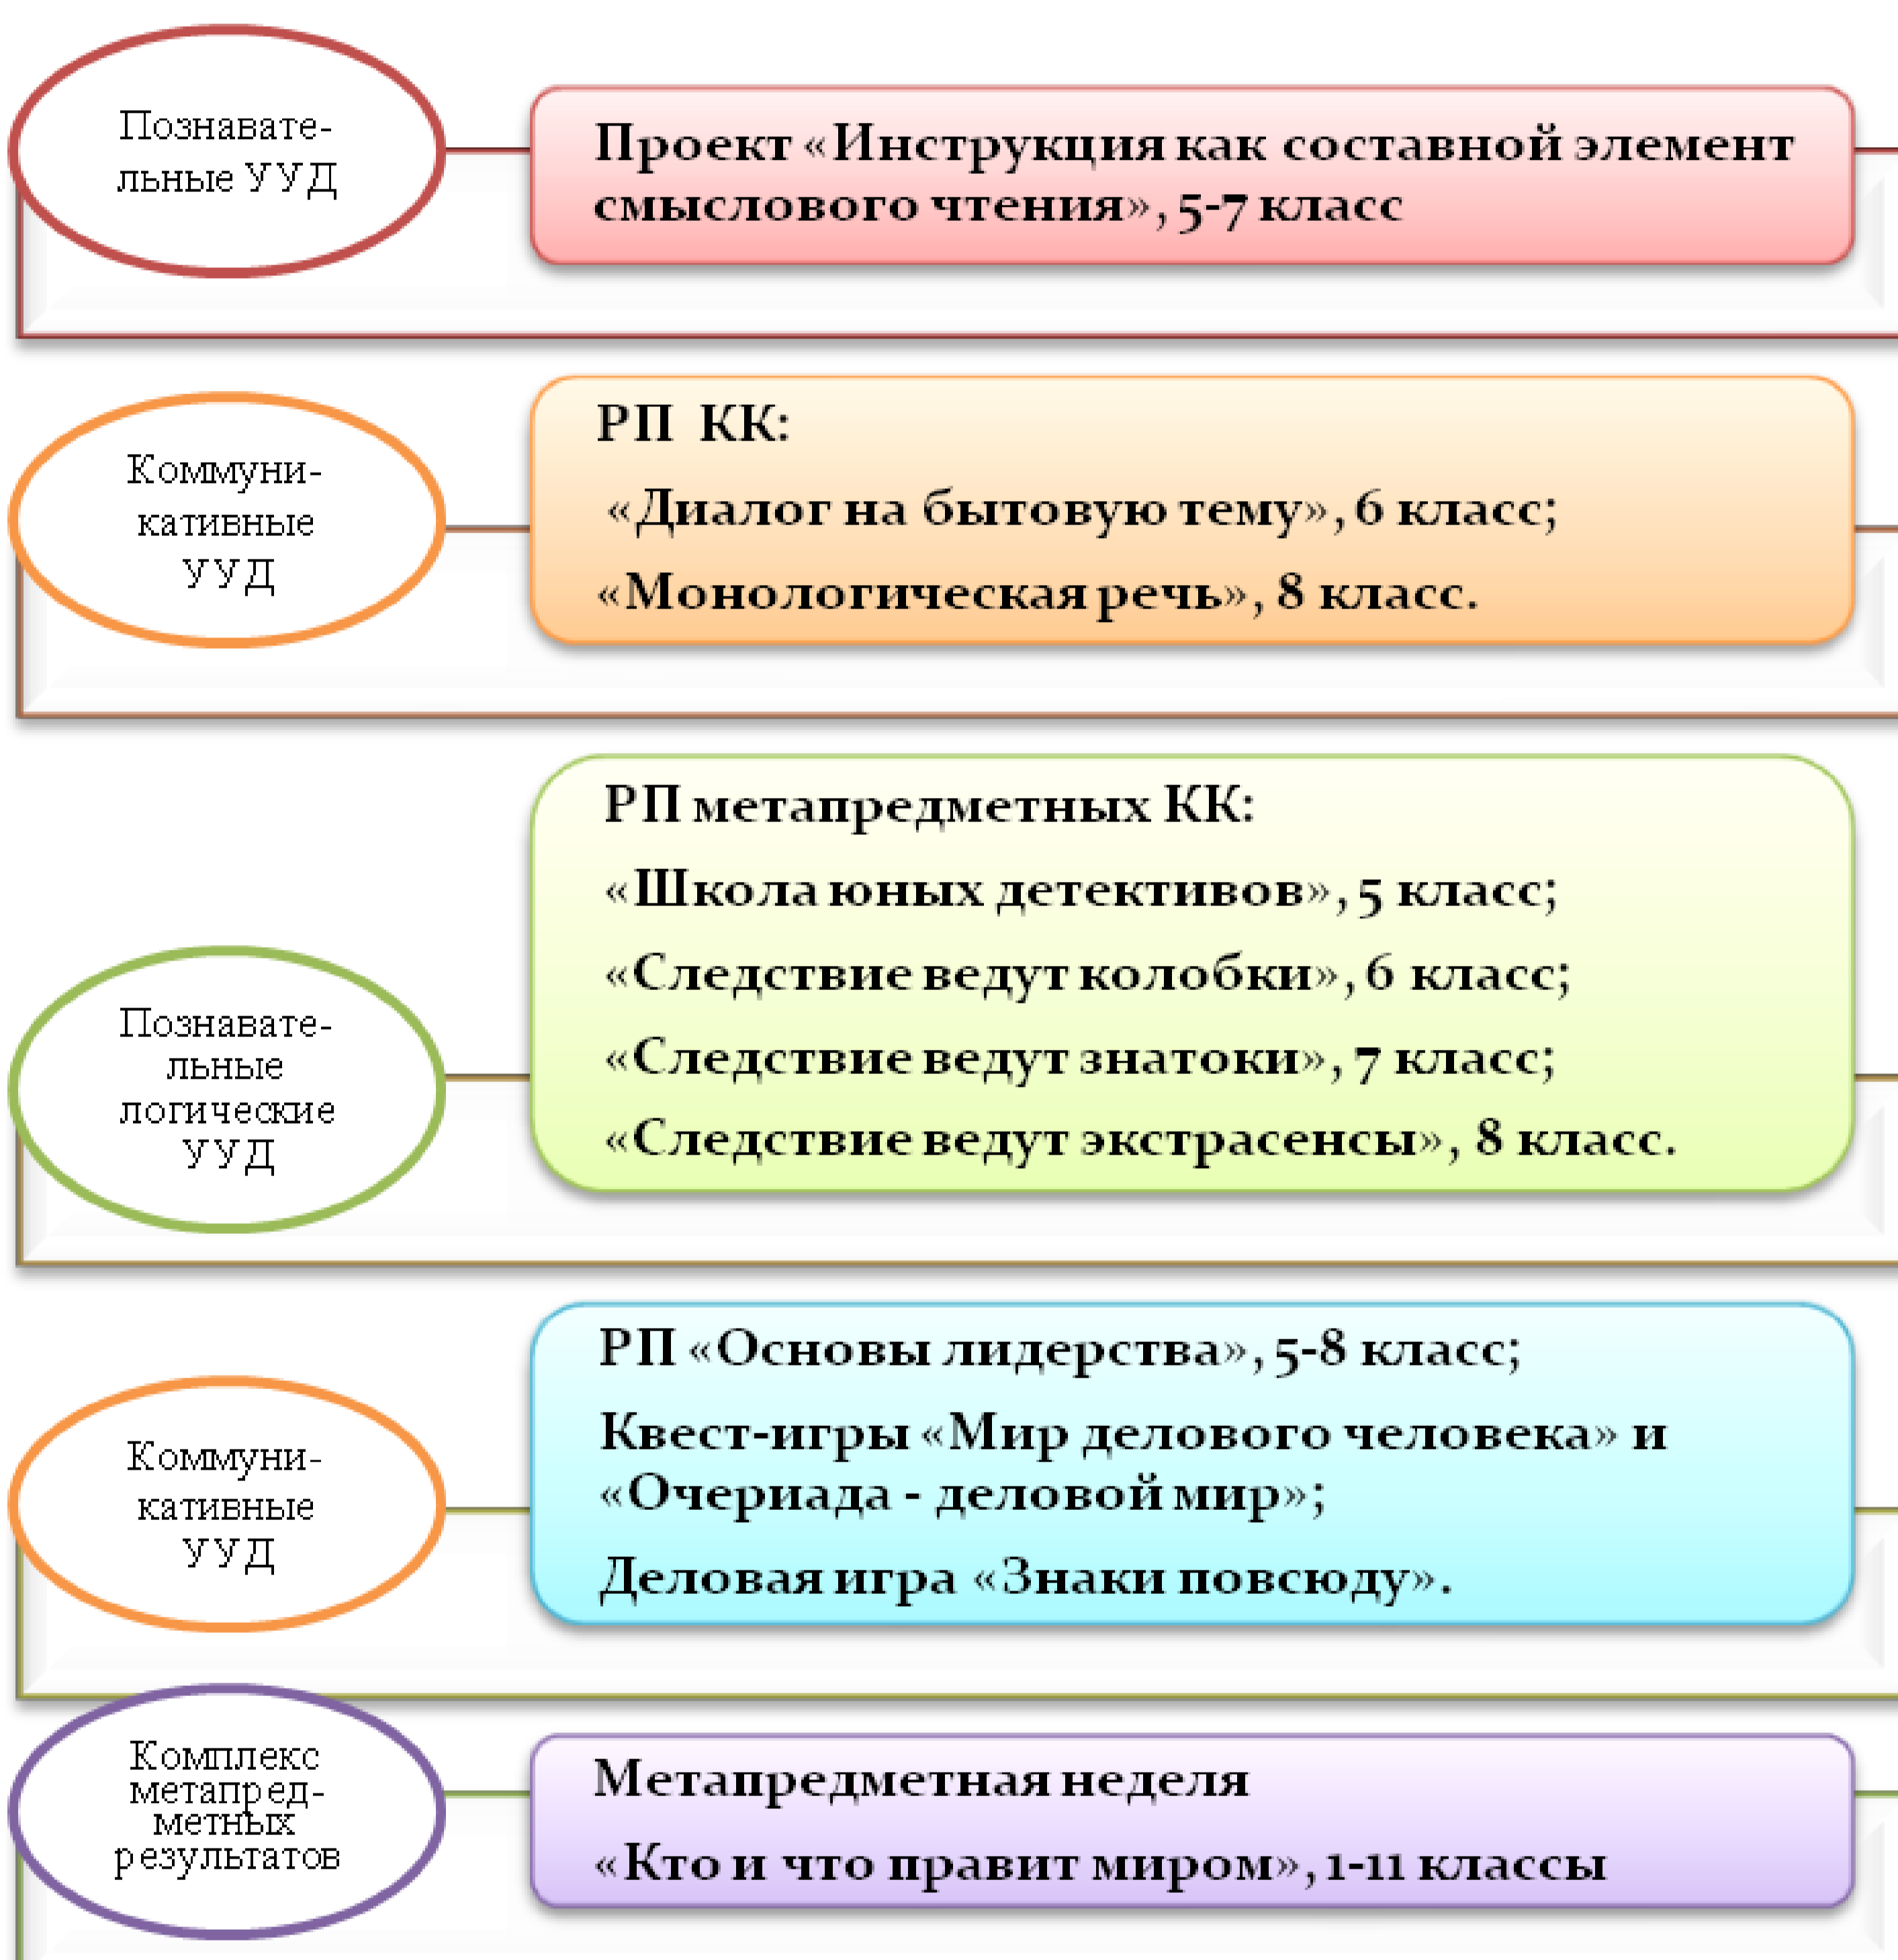 Познавате-
льные УУД
Проект «Инструкция как составной элемент
смыслового чтения», 5-7 класс
Коммуни-
кативные
УУД
РП КК:
«Диалог на бытовую тему», 6 класс;
«Монологическая речь», 8 класс.
Познавате-
льные
логические
УУД
РП метапредметных КК:
«Школа юных детективов», 5 класс;
«Следствие ведут колобки», 6 класс;
«Следствие ведут знатоки», 7 класс;
«Следствие ведут экстрасенсы», 8 класс.
Коммуни-
кативные
УУД
РП «Основы лидерства», 5-8 класс;
Квест-игры «Мир делового человека» и
«Очериада - деловой мир»;
Деловая игра «Знаки повсюду».
Комплекс
метапред-
метных
результатов
Метапредметная неделя
«Кто и что правит миром», 1-11 классы